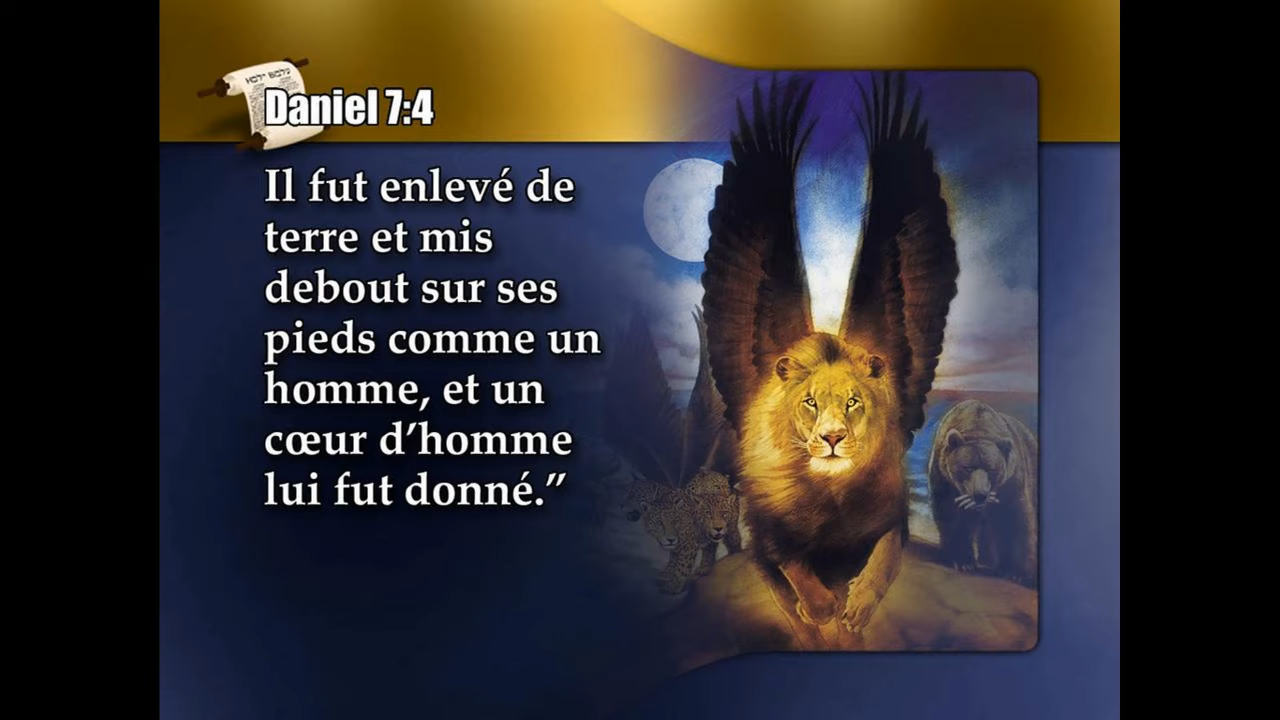 Daniel 7:4
Il fut enlevé de
terre et mis
debout sur ses
pieds comme un
homme, et un
cœur d’homme
lui fut donné.”